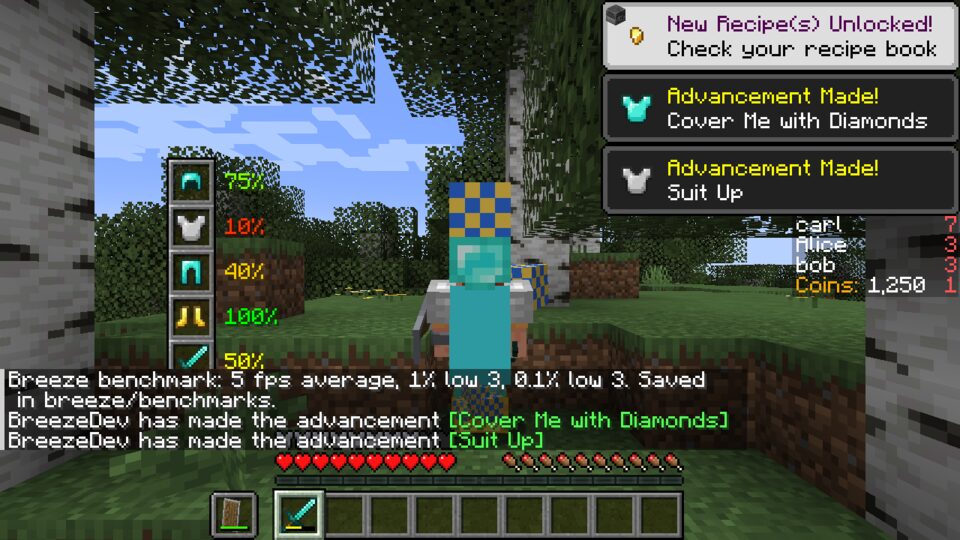 New Recipe(s) Unlocked!
Check your recipe book
Advancement Made!
Cover Me with Diamonds
Advancement Made!
Suit Up
carl 7
Alice 3
bob 3
Coins: 1,250 1
75%
10%
40%
100%
50%
Breeze benchmark: 5 fps average, 1% low 3, 0.1% low 3. Saved
in breeze/benchmarks.
BreezeDev has made the advancement [Cover Me with Diamonds]
BreezeDev has made the advancement [Suit Up]